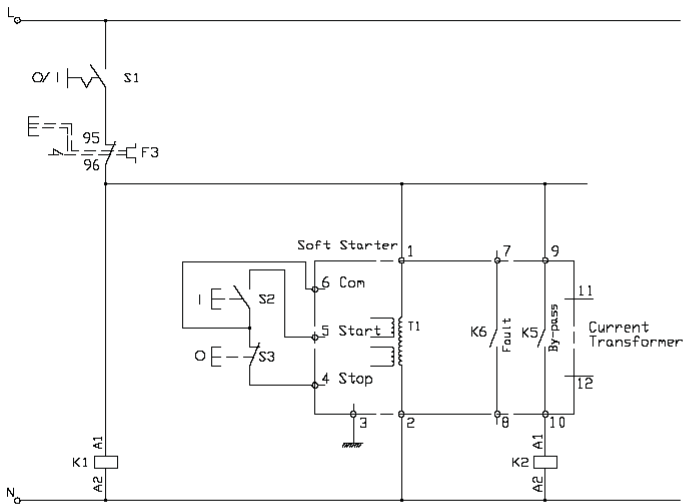 L
O/ I S1
95
96
F3
Soft Starter
1 7 9
6 Com
11
I S2
5 Start
T1
K6
Fault
K5
By-pass
Current
Transformer
O S3
4 Stop
12
3 2 8 10
A1
K1
A2
A1
K2
A2
N